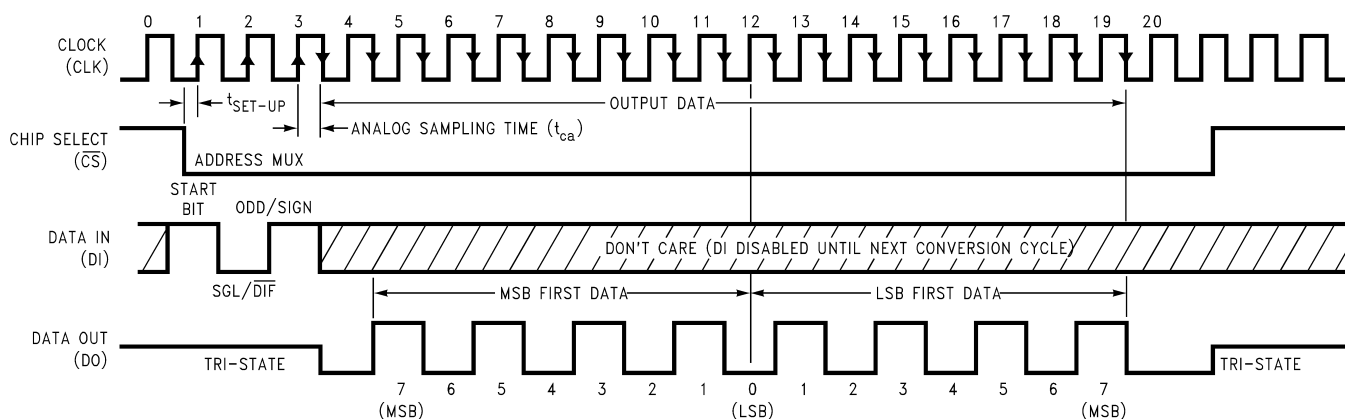 0 1 2 3 4 5 6 7 8 9 10 11 12 13 14 15 16 17 18 19 20
CLOCK
(CLK)
tSET-UP
OUTPUT DATA
ANALOG SAMPLING TIME (tca)
CHIP SELECT
(C̅S̅)
ADDRESS MUX
START
BIT
ODD/SIGN
DATA IN
(DI)
DON'T CARE (DI DISABLED UNTIL NEXT CONVERSION CYCLE)
SGL/D̅I̅F̅
MSB FIRST DATA
LSB FIRST DATA
DATA OUT
(DO)
TRI-STATE
TRI-STATE
7 6 5 4 3 2 1 0 1 2 3 4 5 6 7
(MSB) (LSB) (MSB)